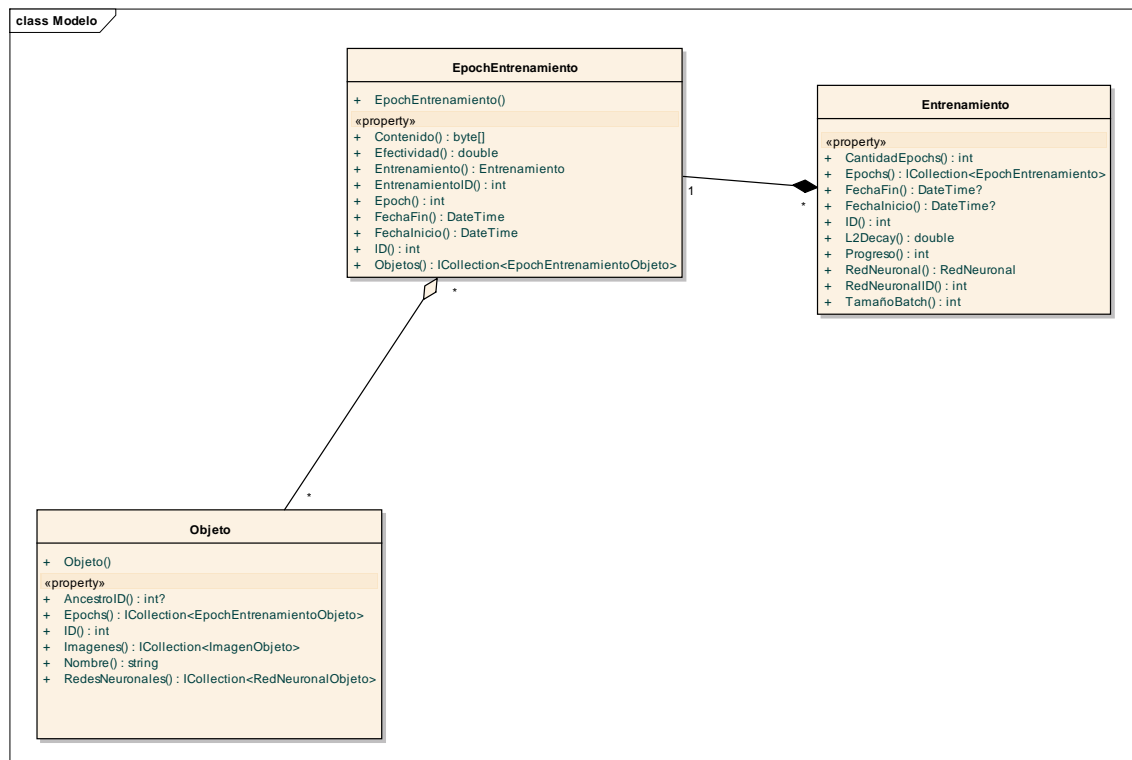 class Modelo
EpochEntrenamiento
+ EpochEntrenamiento()
«property»
+ Contenido() : byte[]
+ Efectividad() : double
+ Entrenamiento() : Entrenamiento
+ EntrenamientoID() : int
+ Epoch() : int
+ FechaFin() : DateTime
+ FechaInicio() : DateTime
+ ID() : int
+ Objetos() : ICollection<EpochEntrenamientoObjeto>
Entrenamiento
«property»
+ CantidadEpochs() : int
+ Epochs() : ICollection<EpochEntrenamiento>
+ FechaFin() : DateTime?
+ FechaInicio() : DateTime?
+ ID() : int
+ L2Decay() : double
+ Progreso() : int
+ RedNeuronal() : RedNeuronal
+ RedNeuronalID() : int
+ TamañoBatch() : int
1
*
*
*
Objeto
+ Objeto()
«property»
+ AncestroID() : int?
+ Epochs() : ICollection<EpochEntrenamientoObjeto>
+ ID() : int
+ Imagenes() : ICollection<ImagenObjeto>
+ Nombre() : string
+ RedesNeuronales() : ICollection<RedNeuronalObjeto>